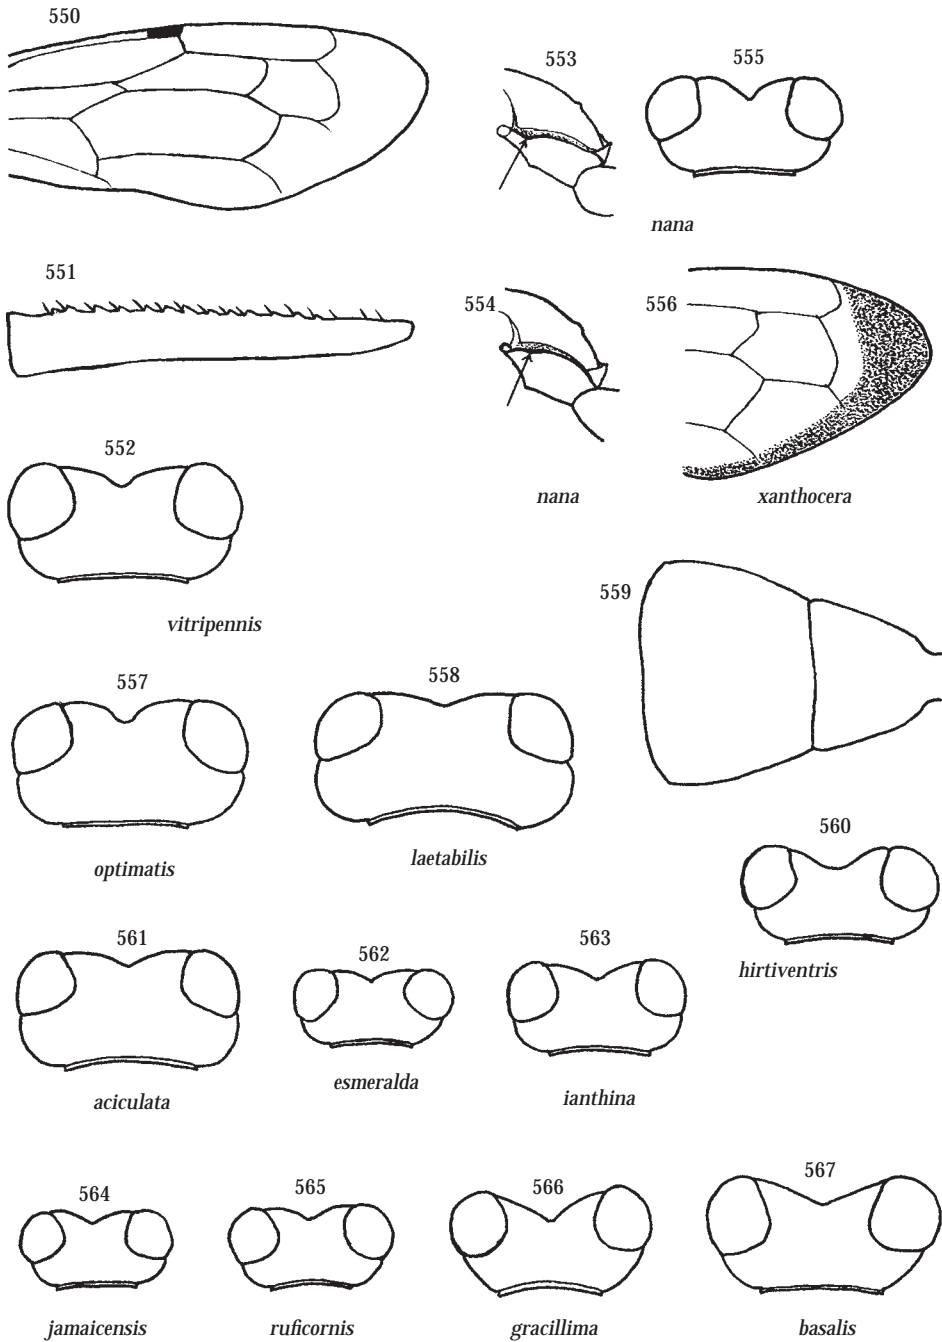 550
553
555
nana
551
554
556
552
nana
xanthocera
559
vitripennis
557
558
560
optimatis
laetabilis
561
562
563
hirtiventris
esmeralda
aciculata
ianthina
564
565
566
567
jamaicensis
ruficornis
gracillima
basalis